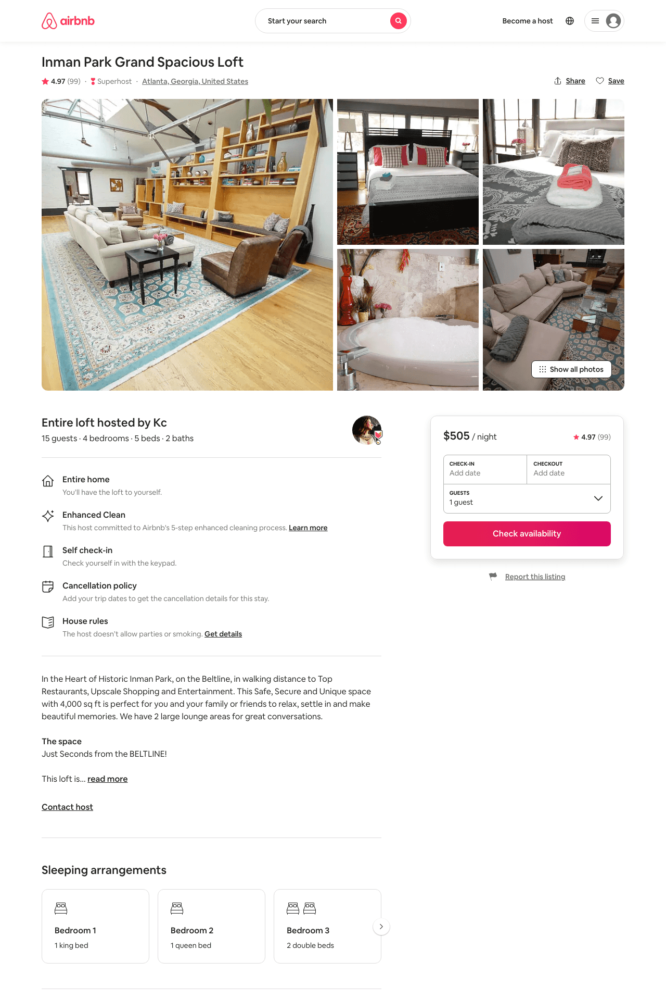 airbnb
Start your search
Become a host
Inman Park Grand Spacious Loft
4.97 (99) · Superhost · Atlanta, Georgia, United States
Share
Save
Show all photos
Entire loft hosted by Kc
15 guests · 4 bedrooms · 5 beds · 2 baths
Entire home
You’ll have the loft to yourself.
Enhanced Clean
This host committed to Airbnb's 5-step enhanced cleaning process. Learn more
Self check-in
Check yourself in with the keypad.
Cancellation policy
Add your trip dates to get the cancellation details for this stay.
House rules
The host doesn’t allow parties or smoking. Get details
In the Heart of Historic Inman Park, on the Beltline, in walking distance to Top
Restaurants, Upscale Shopping and Entertainment. This Safe, Secure and Unique space
with 4,000 sq ft is perfect for you and your family or friends to relax, settle in and make
beautiful memories. We have 2 large lounge areas for great conversations.
The space
Just Seconds from the BELTLINE!
This loft is... read more
Contact host
Sleeping arrangements
Bedroom 1
1 king bed
Bedroom 2
1 queen bed
Bedroom 3
2 double beds
$505 / night
4.97 (99)
CHECK-IN
Add date
CHECKOUT
Add date
GUESTS
1 guest
Check availability
Report this listing